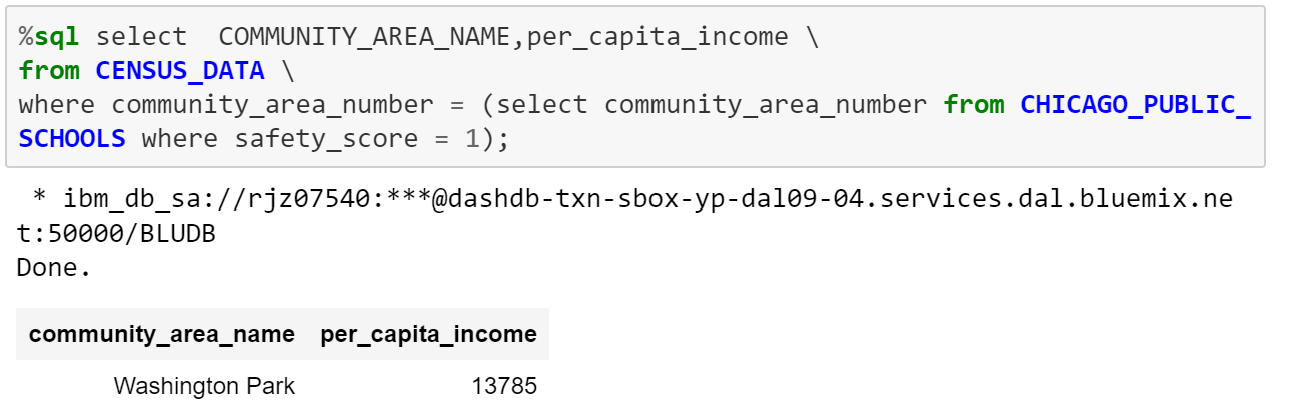 %sql select  COMMUNITY_AREA_NAME,per_capita_income \
from CENSUS_DATA \
where community_area_number = (select community_area_number from CHICAGO_PUBLIC_
SCHOOLS where safety_score = 1);
* ibm_db_sa://rjz07540:***@dashdb-txn-sbox-yp-dal09-04.services.dal.bluemix.ne
t:50000/BLUDB
Done.
community_area_name per_capita_income
Washington Park 13785